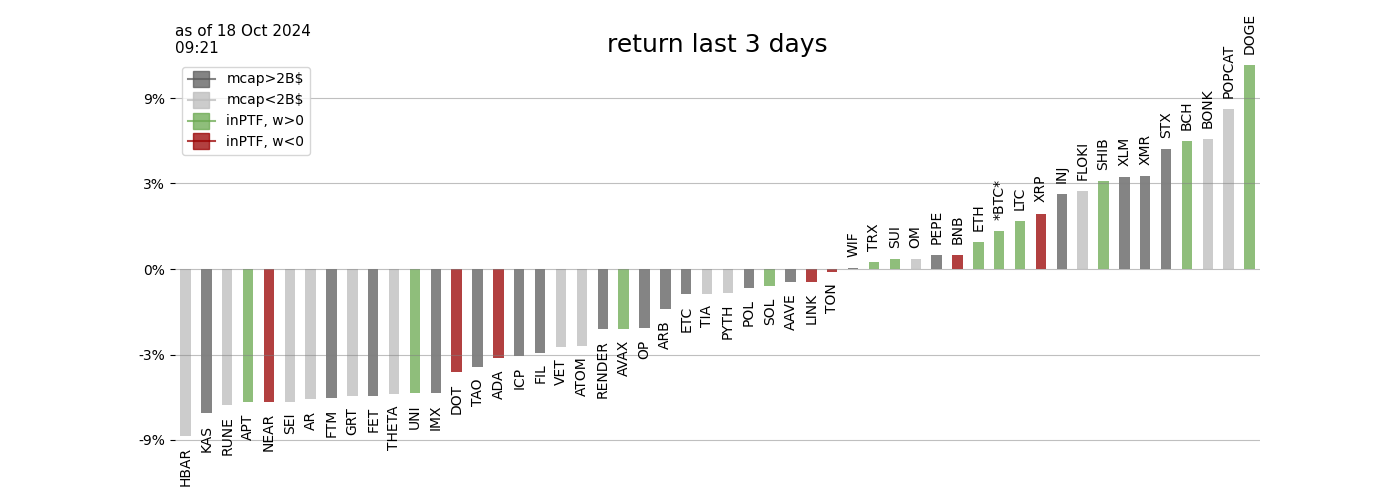 as of 18 Oct 2024
09:21
return last 3 days
mcap>2B$
mcap<2B$
inPTF, w>0
inPTF, w<0
9%
3%
0%
-3%
-9%
HBAR
KAS
RUNE
APT
NEAR
SEI
AR
FTM
GRT
FET
THETA
UNI
IMX
DOT
TAO
ADA
ICP
FIL
VET
ATOM
RENDER
AVAX
OP
ARB
ETC
TIA
PYTH
POL
SOL
AAVE
LINK
TON
WIF
TRX
SUI
OM
PEPE
BNB
ETH
*BTC*
LTC
XRP
INJ
FLOKI
SHIB
XLM
XMR
STX
BCH
BONK
POPCAT
DOGE